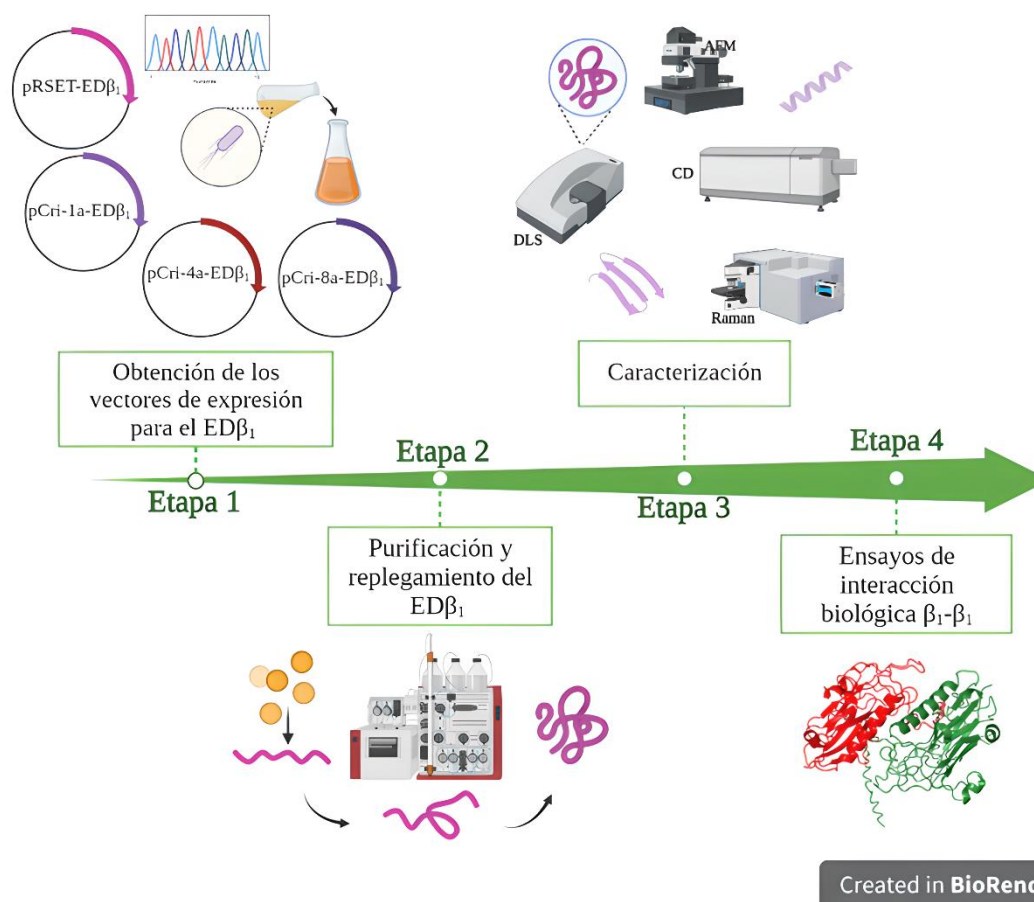 pRSET-EDβ₁
pCri-1a-EDβ₁
pCri-4a-EDβ₁
pCri-8a-EDβ₁
AFM
CD
DLS
Raman
Obtención de los
vectores de expresión
para el EDβ₁
Caracterización
Etapa 1
Etapa 2
Etapa 3
Etapa 4
Purificación y
replegamiento del
EDβ₁
Ensayos de
interacción
biológica β₁-β₁
Created in BioRend